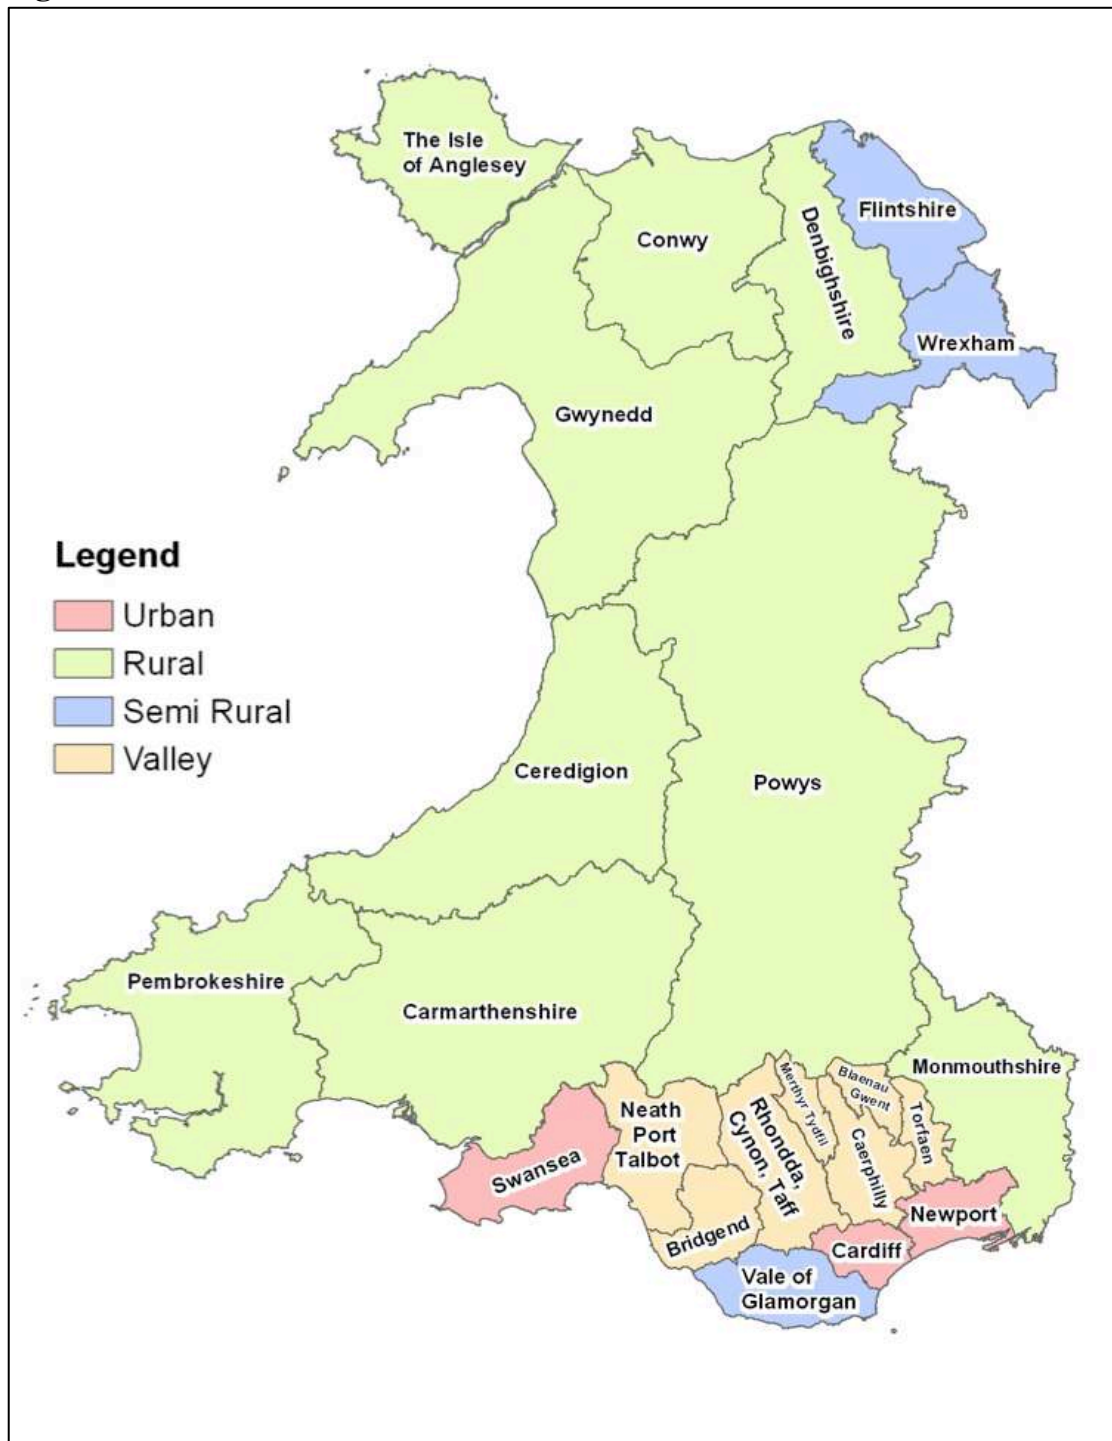 The Isle
of Anglesey
Flintshire
Conwy
Denbighshire
Wrexham
Gwynedd
Legend
Urban
Rural
Semi Rural
Valley
Ceredigion
Powys
Pembrokeshire
Carmarthenshire
Monmouthshire
Merthyr Tydfil
Blaenau
Gwent
Torfaen
Neath
Port
Talbot
Rhondda,
Cynon, Taff
Caerphilly
Swansea
Newport
Bridgend
Cardiff
Vale of
Glamorgan